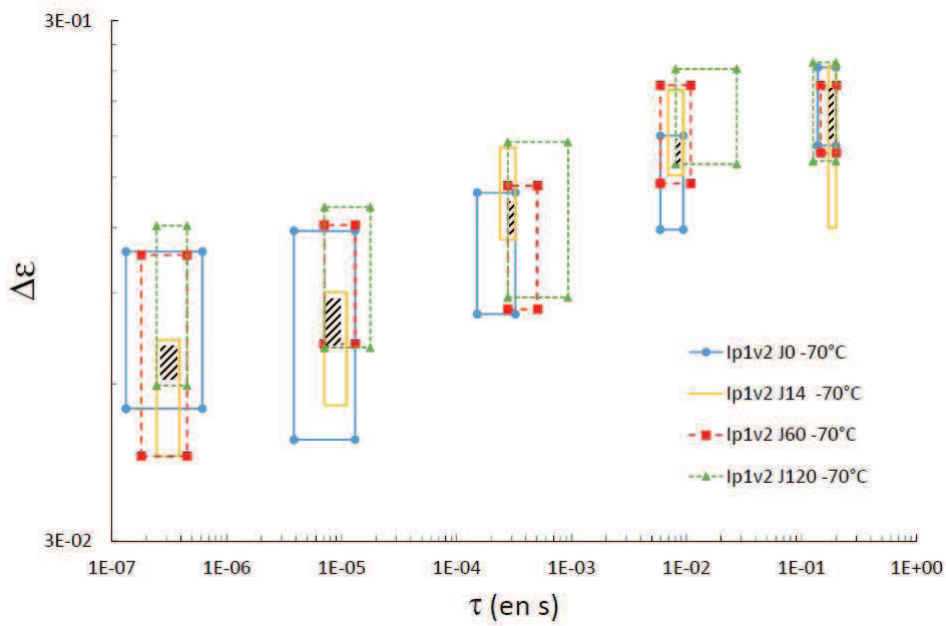 3E-01
Δε
3E-02
1E-07 1E-06 1E-05 1E-04 1E-03 1E-02 1E-01 1E+00
τ (en s)
Ip1v2 J0 -70°C
Ip1v2 J14 -70°C
Ip1v2 J60 -70°C
Ip1v2 J120 -70°C